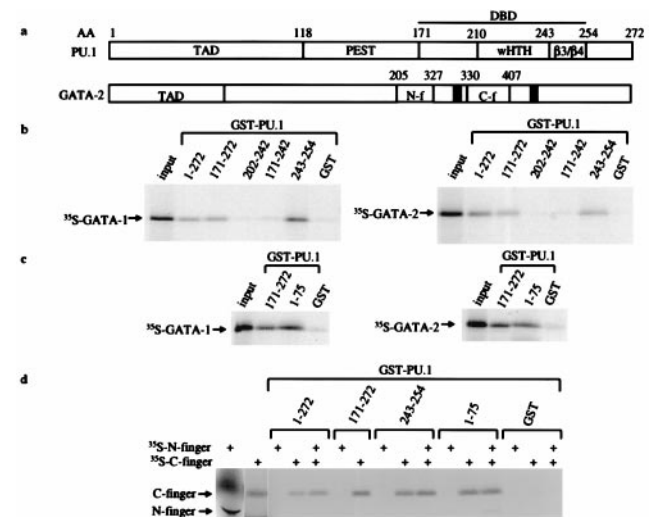 DBD
a AA 1 118 171 210 243 254 272
PU.1 TAD PEST wHTH β3/β4
205 327 330 407
GATA-2 TAD N-f C-f
b
GST-PU.1 GST-PU.1
input 1-272 171-272 202-242 171-242 243-254 GST input 1-272 171-272 202-242 171-242 243-254 GST
³⁵S-GATA-1 ³⁵S-GATA-2
c
GST-PU.1 GST-PU.1
input 171-272 1-75 GST input 171-272 1-75 GST
³⁵S-GATA-1 ³⁵S-GATA-2
d
GST-PU.1
1-272 171-272 243-254 1-75 GST
³⁵S-N-finger + + + + + + + + + + +
³⁵S-C-finger + + + + + + + + + + +
C-finger
N-finger